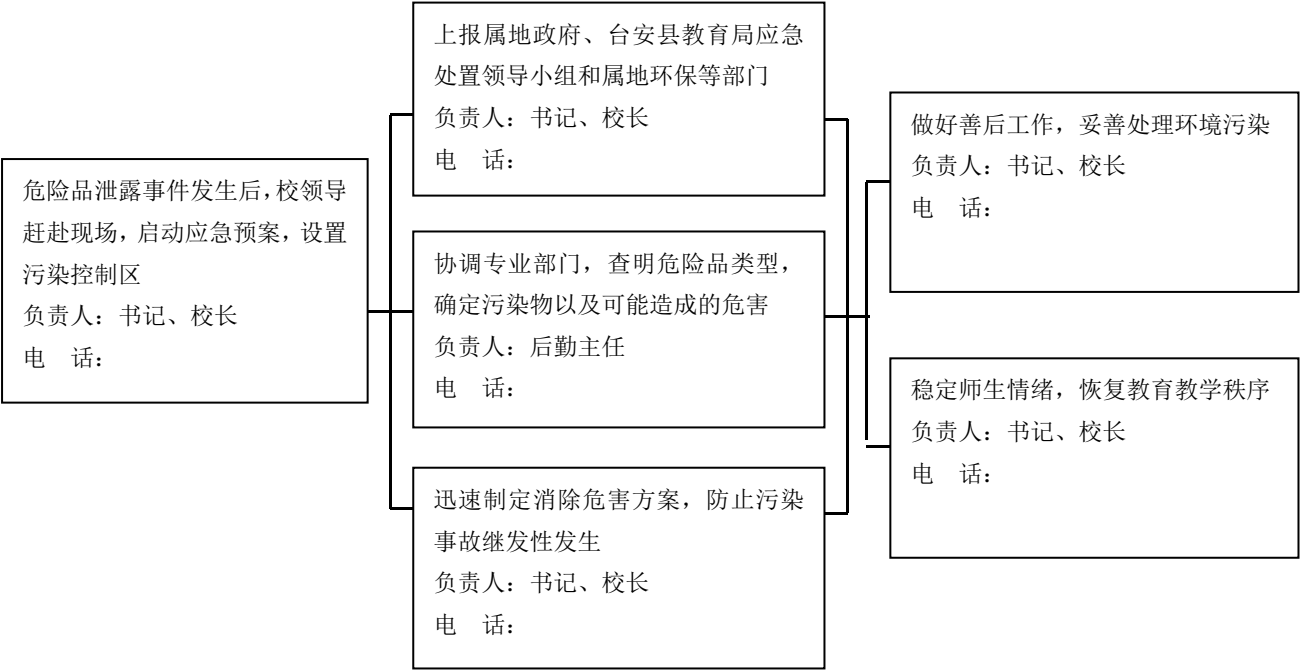 危险品泄露事件发生后，校领导
赶赴现场，启动应急预案，设置
污染控制区
负责人：书记、校长
电　话：
上报属地政府、台安县教育局应急
处置领导小组和属地环保等部门
负责人：书记、校长
电　话：
协调专业部门，查明危险品类型，
确定污染物以及可能造成的危害
负责人：后勤主任
电　话：
迅速制定消除危害方案，防止污染
事故继发性发生
负责人：书记、校长
电　话：
做好善后工作，妥善处理环境污染
负责人：书记、校长
电　话：
稳定师生情绪，恢复教育教学秩序
负责人：书记、校长
电　话：